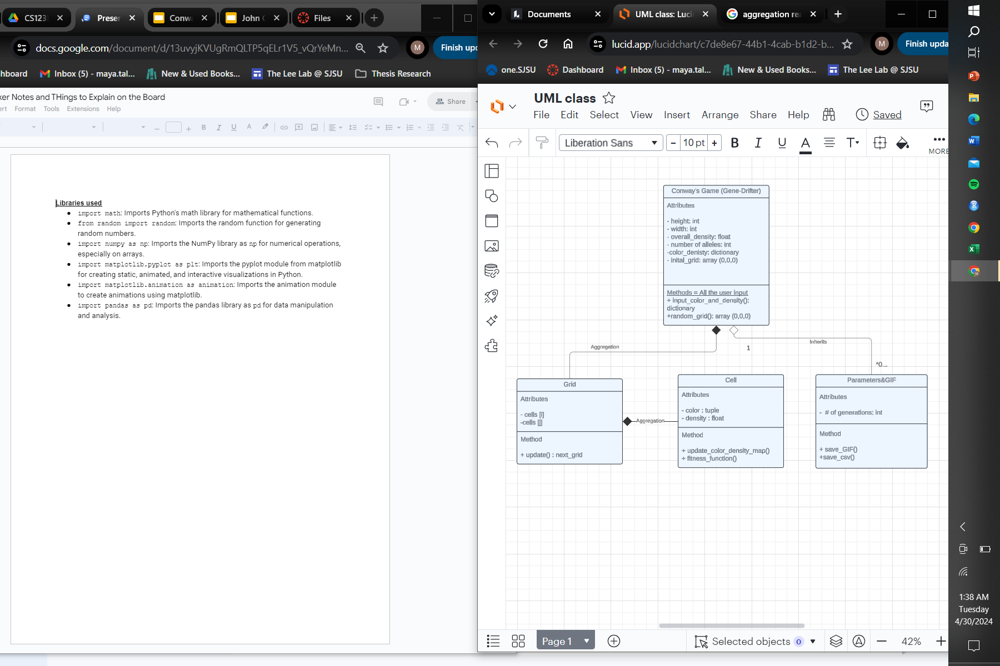 CS123
Preser
Conw
John
Files
docs.google.com/document/d/13uvyjKVUgRmQLTP5qELr1V5_vQrYeMn...
M
Finish upd
hboard
Inbox (5) - maya.tal...
New & Used Books...
The Lee Lab @ SJSU
Thesis Research
ker Notes and THings to Explain on the Board
ert Format Tools Extensions Help
Share
B I U A
Libraries used
import math: Imports Python's math library for mathematical functions.
from random import random: Imports the random function for generating
random numbers.
import numpy as np: Imports the NumPy library as np for numerical operations,
especially on arrays.
import matplotlib.pyplot as plt: Imports the pyplot module from matplotlib
for creating static, animated, and interactive visualizations in Python.
import matplotlib.animation as animation: Imports the animation module
to create animations using matplotlib.
import pandas as pd: Imports the pandas library as pd for data manipulation
and analysis.
Documents
UML class: Luci
aggregation rea
lucid.app/lucidchart/c7de8e67-44b1-4cab-b1d2-b...
M
Finish upda
one.SJSU
Dashboard
Inbox (5) - maya.tal...
New & Used Books...
The Lee Lab @ SJSU
UML class
File Edit Select View Insert Arrange Share Help
Saved
Liberation Sans
- 10 pt +
B I U A T
MORE
Conway's Game (Gene-Drifter)
Attributes
- height: int
- width: int
- overall_density: float
- number of alleles: int
-color_denisty: dictionary
- inital_grid: array (0,0,0)
Methods = All the user input
+ input_color_and_density():
dictionary
+random_grid(): array (0,0,0)
Aggregation
Inherits
1
*0...
Grid
Attributes
- cells [i]
-cells [j]
Method
+ update() : next_grid
Aggregation
Cell
Attributes
- color : tuple
- density : float
Method
+ update_color_density_map()
+ fitness_function()
Parameters&GIF
Attributes
- # of generations; int
Method
+ save_GIF()
+save_csv()
Page 1
Selected objects 0
42%
1:38 AM
Tuesday
4/30/2024